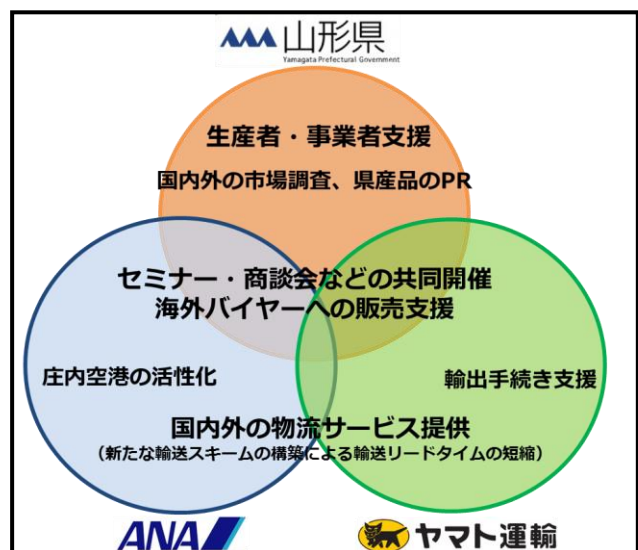 山形県
Yamagata Prefectural Government
生産者・事業者支援
国内外の市場調査、県産品のPR
セミナー・商談会などの共同開催
海外バイヤーへの販売支援
庄内空港の活性化
輸出手続き支援
国内外の物流サービス提供
（新たな輸送スキームの構築による輸送リードタイムの短縮）
ANA
ヤマト運輸